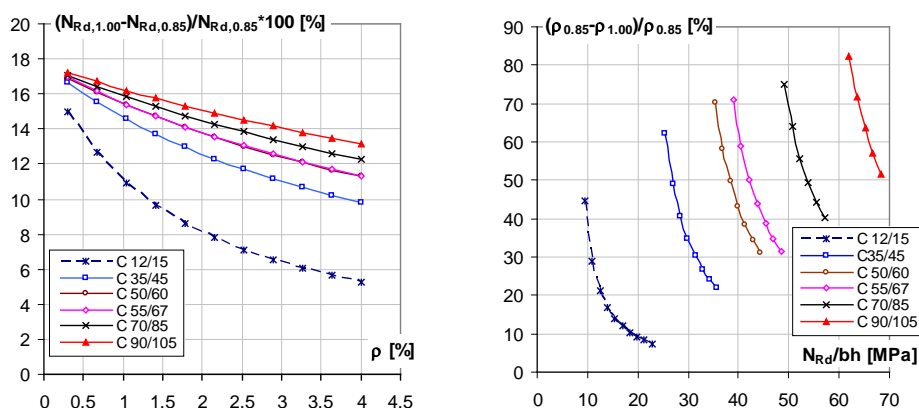 (NRd,1.00-NRd,0.85)/NRd,0.85*100 [%]
20
18
16
14
12
10
8
6
4
2
0
C 12/15
C 35/45
C 50/60
C 55/67
C 70/85
C 90/105
ρ [%]
0 0.5 1 1.5 2 2.5 3 3.5 4 4.5
(ρ0.85-ρ1.00)/ρ0.85 [%]
90
80
70
60
50
40
30
20
10
0
C 12/15
C35/45
C 50/60
C 55/67
C 70/85
C 90/105
NRd/bh [MPa]
0 10 20 30 40 50 60 70